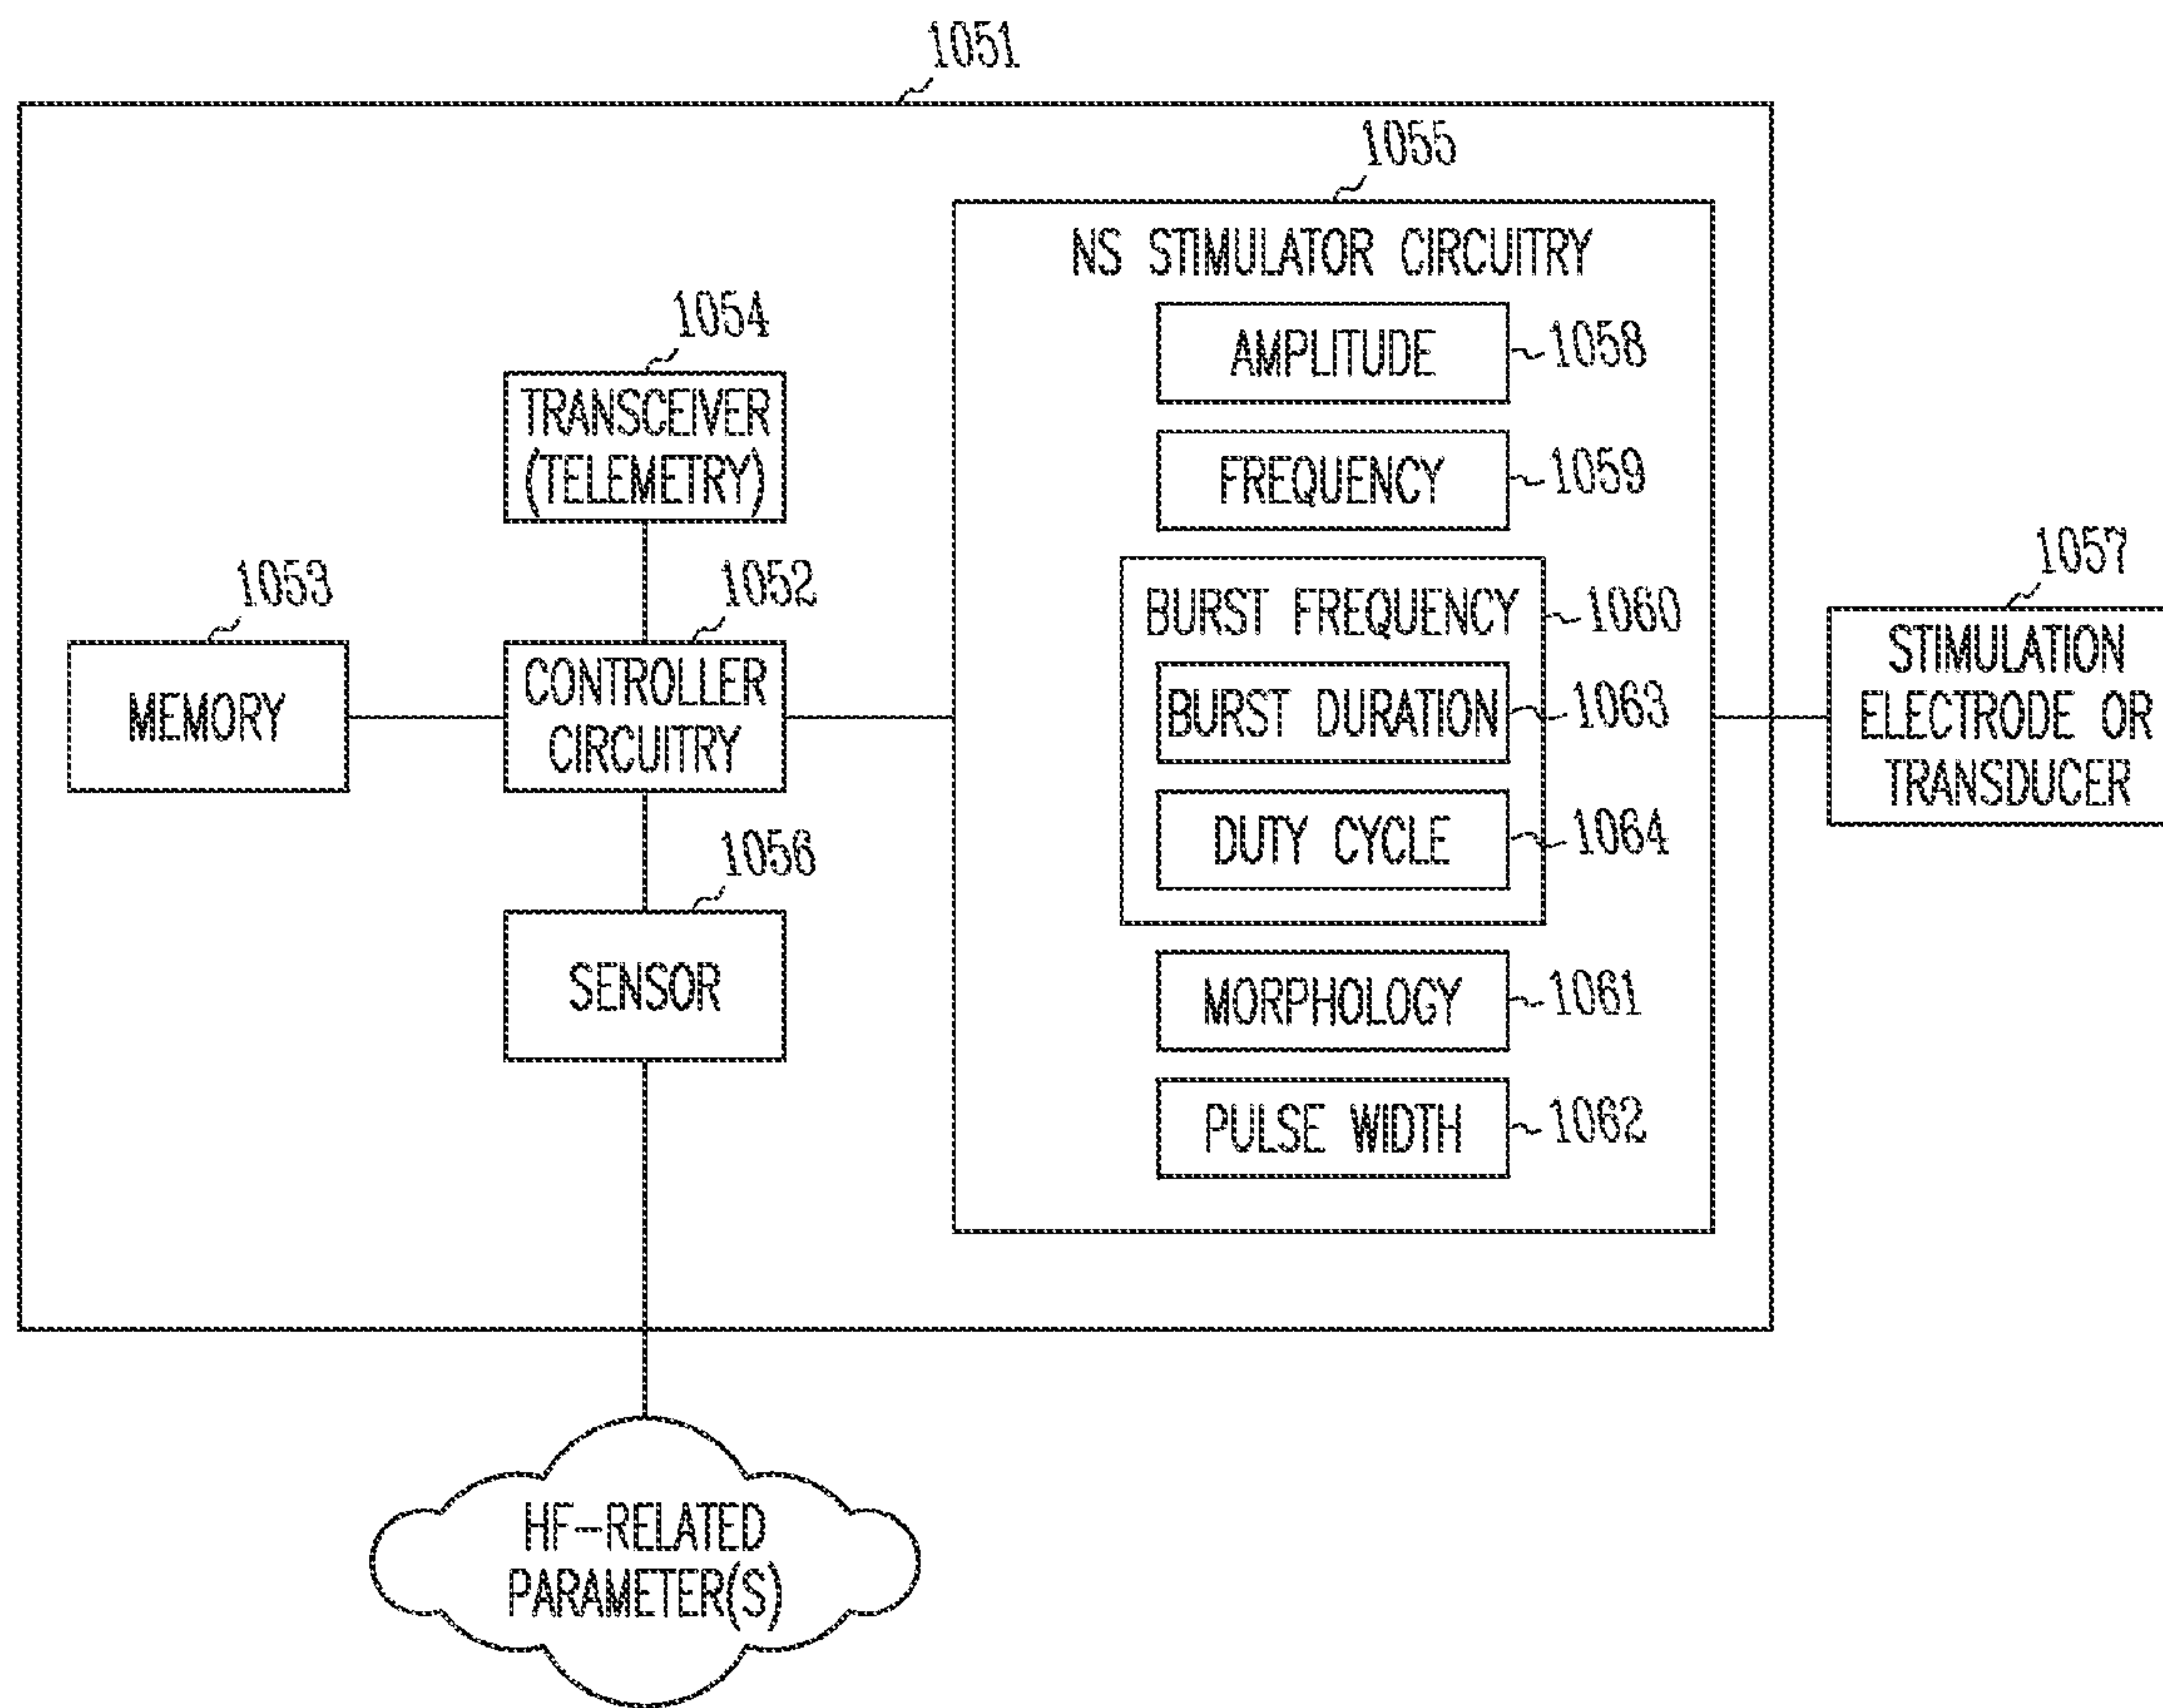 1051
1055
NS STIMULATOR CIRCUITRY
AMPLITUDE
1058
FREQUENCY
1059
BURST FREQUENCY
1060
BURST DURATION
1063
DUTY CYCLE
1064
MORPHOLOGY
1061
PULSE WIDTH
1062
1054
TRANSCEIVER
(TELEMETRY)
1053
MEMORY
1052
CONTROLLER
CIRCUITRY
1056
SENSOR
1057
STIMULATION
ELECTRODE OR
TRANSDUCER
HF-RELATED
PARAMETER(S)